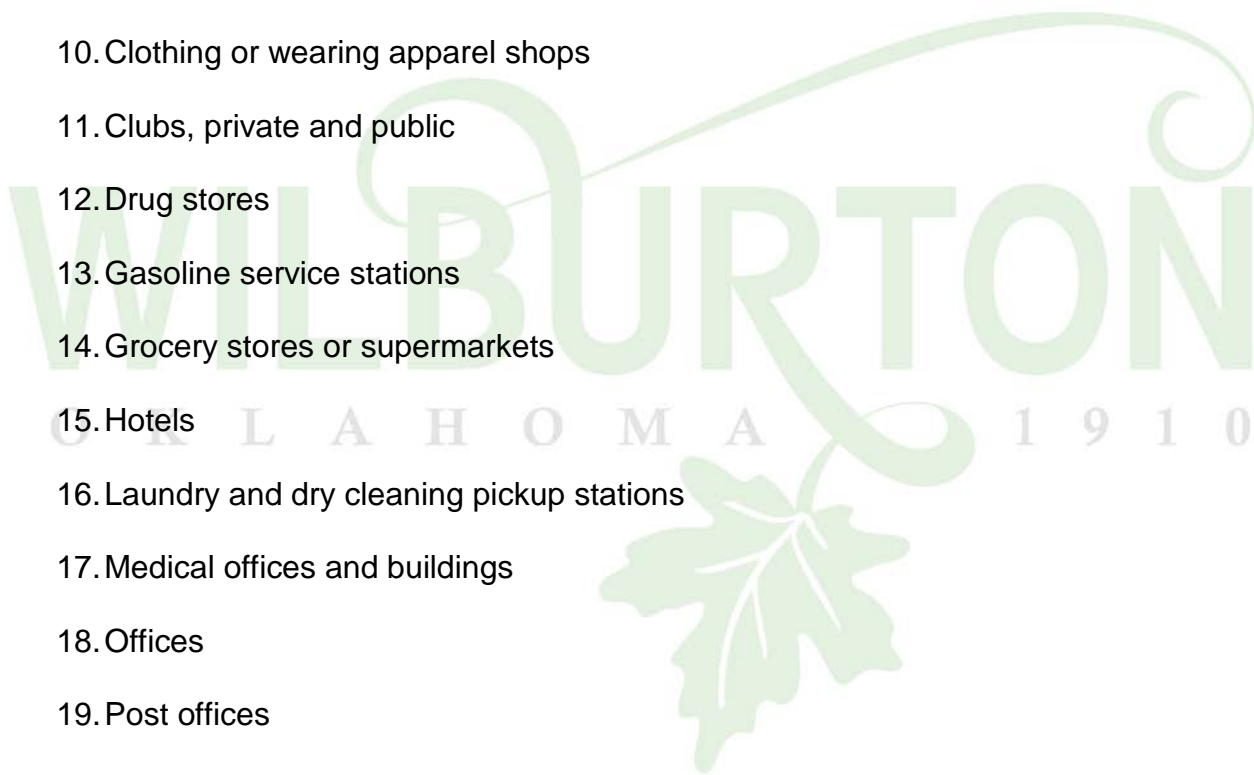 10. Clothing or wearing apparel shops
11. Clubs, private and public
12. Drug stores
13. Gasoline service stations
14. Grocery stores or supermarkets
15. Hotels
16. Laundry and dry cleaning pickup stations
17. Medical offices and buildings
18. Offices
19. Post offices
WILBURTON
OKLAHOMA 1910